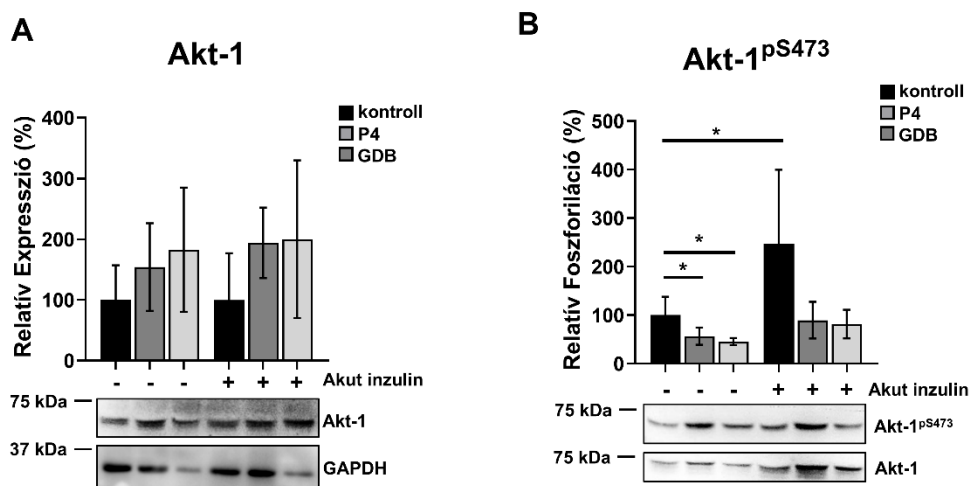 A
Akt-1
kontroll
P4
GDB
Relatív Expresszió (%)
400
300
200
100
0
- - - + + + Akut inzulin
75 kDa
Akt-1
37 kDa
GAPDH
B
Akt-1pS473
kontroll
P4
GDB
Relatív Foszforiláció (%)
500
400
300
200
100
0
*
*
*
- - - + + + Akut inzulin
75 kDa
Akt-1pS473
75 kDa
Akt-1